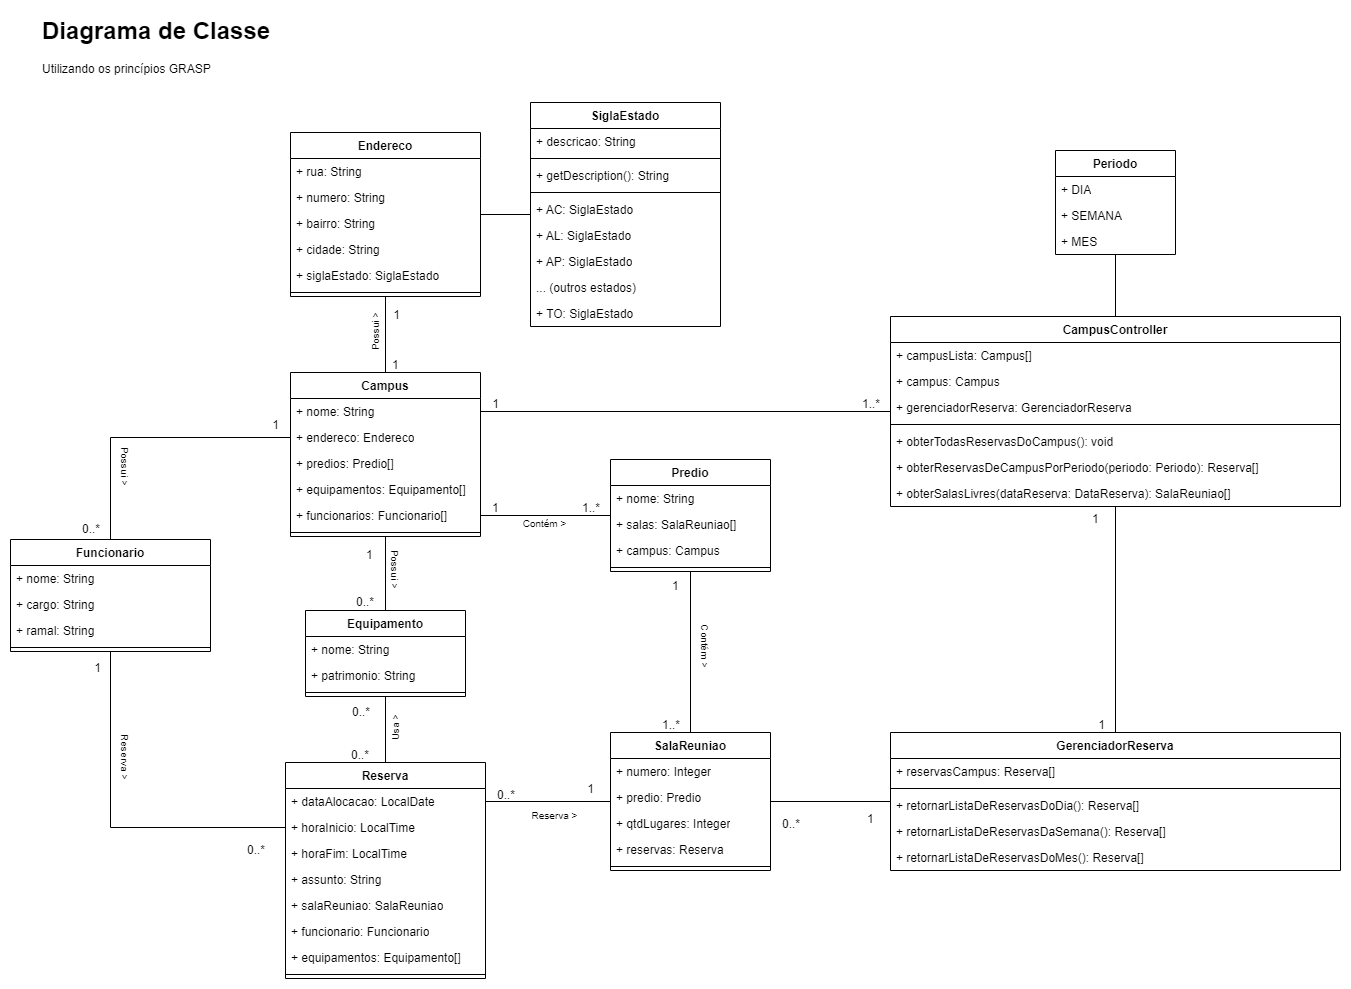 Diagrama de Classe
Utilizando os princípios GRASP
SiglaEstado
+ descricao: String
+ getDescription(): String
+ AC: SiglaEstado
+ AL: SiglaEstado
+ AP: SiglaEstado
... (outros estados)
+ TO: SiglaEstado
Endereco
+ rua: String
+ numero: String
+ bairro: String
+ cidade: String
+ siglaEstado: SiglaEstado
Periodo
+ DIA
+ SEMANA
+ MES
1
Possui >
1
CampusController
+ campusLista: Campus[]
+ campus: Campus
+ gerenciadorReserva: GerenciadorReserva
+ obterTodasReservasDoCampus(): void
+ obterReservasDeCampusPorPeriodo(periodo: Periodo): Reserva[]
+ obterSalasLivres(dataReserva: DataReserva): SalaReuniao[]
Campus
+ nome: String
+ endereco: Endereco
+ predios: Predio[]
+ equipamentos: Equipamento[]
+ funcionarios: Funcionario[]
1
1..*
1
Possui >
0..*
1
1..*
Contém >
Predio
+ nome: String
+ salas: SalaReuniao[]
+ campus: Campus
Funcionario
+ nome: String
+ cargo: String
+ ramal: String
1
Possui >
0..*
Equipamento
+ nome: String
+ patrimonio: String
1
Contém >
1..*
1
1
1
Reserva >
0..*
0..*
Usa >
0..*
Reserva
+ dataAlocacao: LocalDate
+ horaInicio: LocalTime
+ horaFim: LocalTime
+ assunto: String
+ salaReuniao: SalaReuniao
+ funcionario: Funcionario
+ equipamentos: Equipamento[]
0..*
1
Reserva >
SalaReuniao
+ numero: Integer
+ predio: Predio
+ qtdLugares: Integer
+ reservas: Reserva
0..*
1
GerenciadorReserva
+ reservasCampus: Reserva[]
+ retornarListaDeReservasDoDia(): Reserva[]
+ retornarListaDeReservasDaSemana(): Reserva[]
+ retornarListaDeReservasDoMes(): Reserva[]